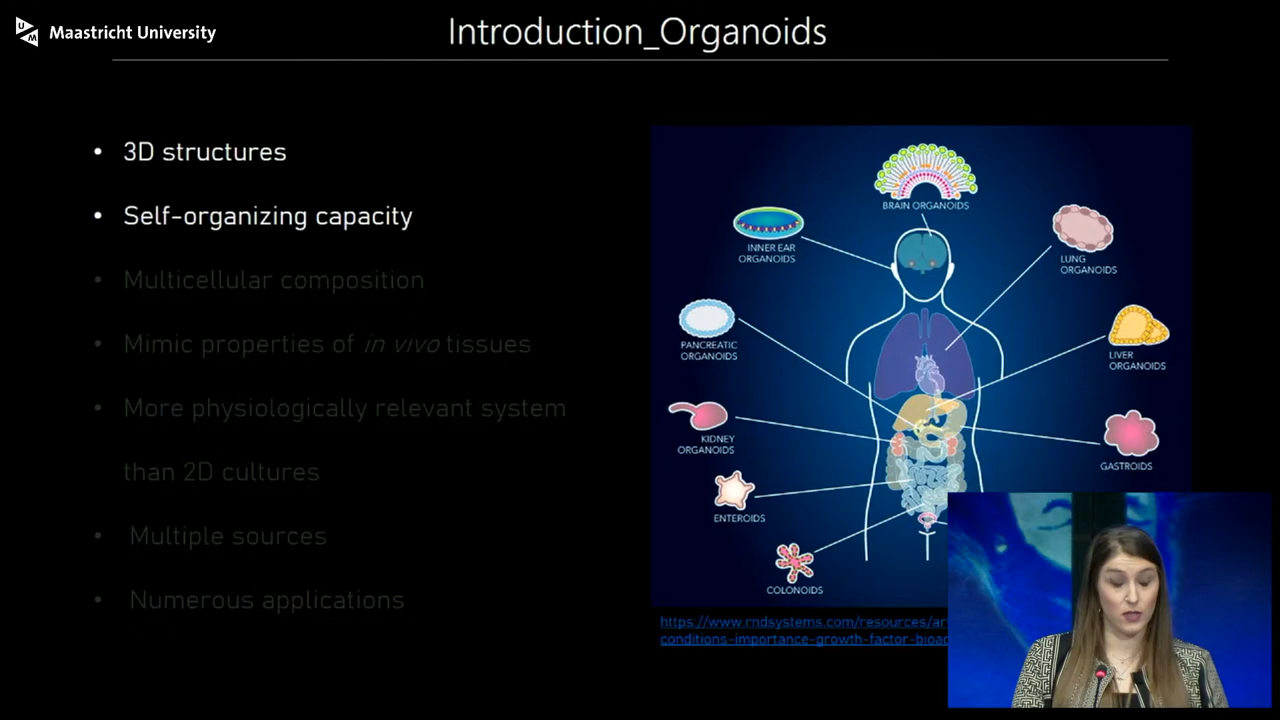 UM Maastricht University
Introduction_Organoids
• 3D structures
• Self-organizing capacity
• Multicellular composition
• Mimic properties of in vivo tissues
• More physiologically relevant system
than 2D cultures
• Multiple sources
• Numerous applications
BRAIN ORGANOIDS
INNER EAR
ORGANOIDS
LUNG
ORGANOIDS
PANCREATIC
ORGANOIDS
LIVER
ORGANOIDS
KIDNEY
ORGANOIDS
GASTROIDS
ENTEROIDS
COLONOIDS
https://www.rndsystems.com/resources/ar
conditions-importance-growth-factor-bioac